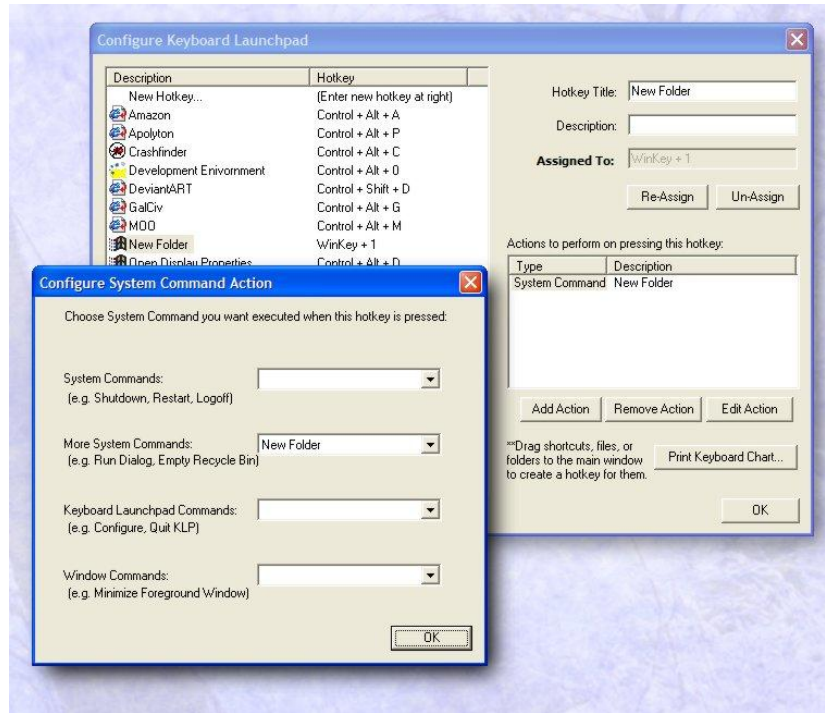 Configure Keyboard Launchpad
Description Hotkey
New Hotkey... (Enter new hotkey at right)
Amazon Control + Alt + A
Apolyton Control + Alt + P
Crashfinder Control + Alt + C
Development Enivornment Control + Alt + 0
DeviantART Control + Shift + D
GalCiv Control + Alt + G
MOO Control + Alt + M
New Folder WinKey + 1
Open Display Properties Control + Alt + D
Hotkey Title: New Folder
Description:
Assigned To: WinKey + 1
Re-Assign Un-Assign
Actions to perform on pressing this hotkey:
Type Description
System Command New Folder
Add Action Remove Action Edit Action
**Drag shortcuts, files, or
folders to the main window
to create a hotkey for them.
Print Keyboard Chart...
OK
Configure System Command Action
Choose System Command you want executed when this hotkey is pressed:
System Commands:
(e.g. Shutdown, Restart, Logoff)
More System Commands: New Folder
(e.g. Run Dialog, Empty Recycle Bin)
Keyboard Launchpad Commands:
(e.g. Configure, Quit KLP)
Window Commands:
(e.g. Minimize Foreground Window)
OK